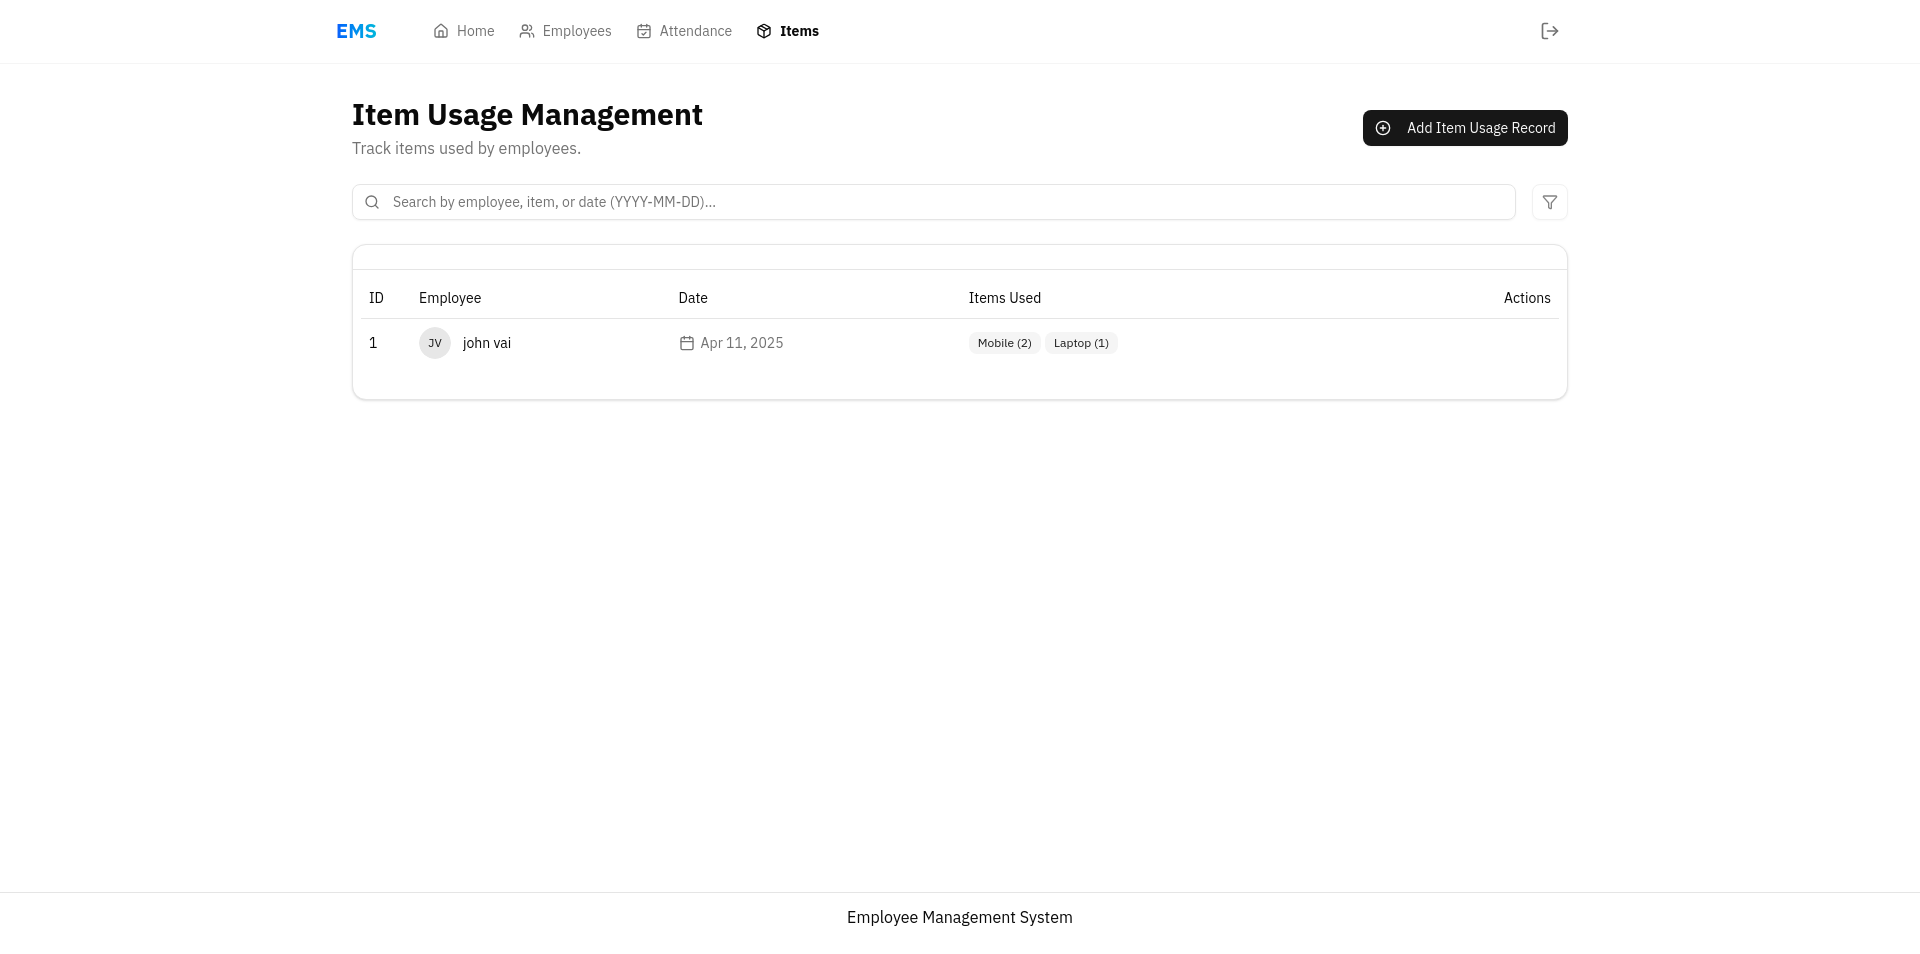 EMS Home Employees Attendance Items
Item Usage Management
Add Item Usage Record
Track items used by employees.
Search by employee, item, or date (YYYY-MM-DD)...
ID Employee Date Items Used Actions
1 JV john vai Apr 11, 2025 Mobile (2) Laptop (1)
Employee Management System